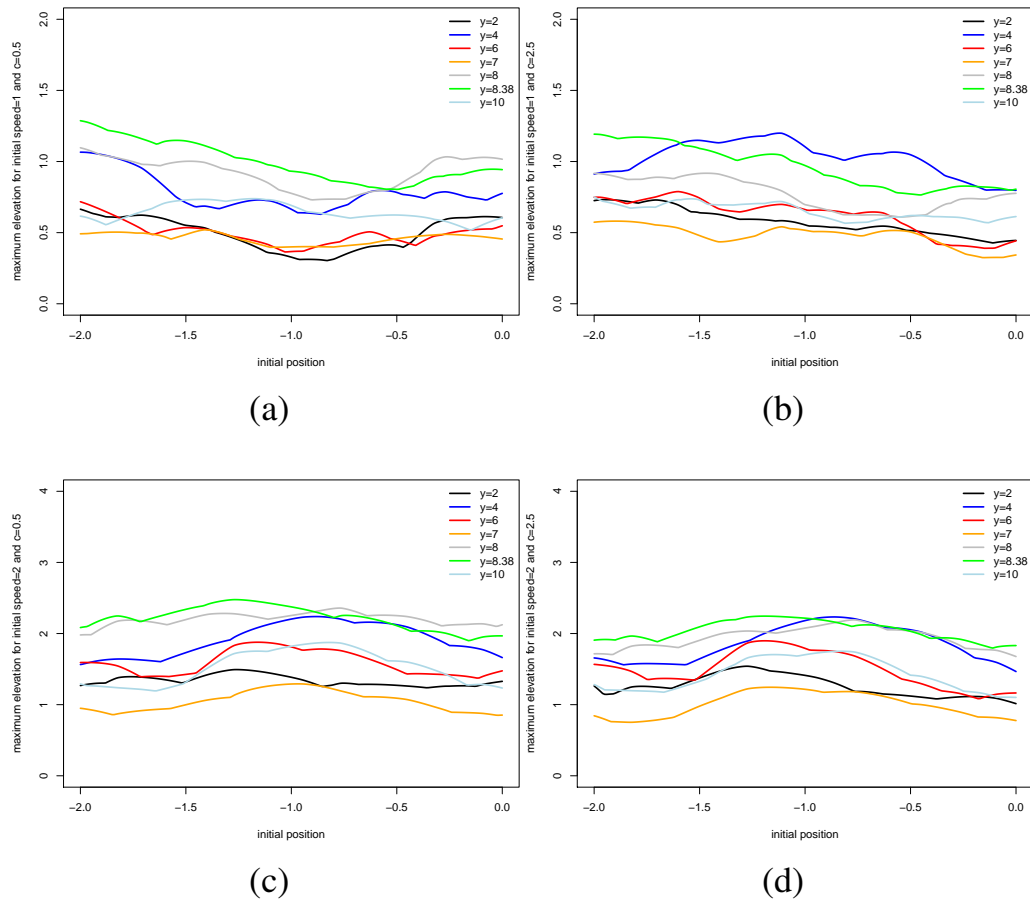 maximum elevation for initial speed=1 and c=0.5
2.0
1.5
1.0
0.5
0.0
y=2
y=4
y=6
y=7
y=8
y=8.38
y=10
−2.0 −1.5 −1.0 −0.5 0.0
initial position
(a)
maximum elevation for initial speed=1 and c=2.5
2.0
1.5
1.0
0.5
0.0
y=2
y=4
y=6
y=7
y=8
y=8.38
y=10
−2.0 −1.5 −1.0 −0.5 0.0
initial position
(b)
maximum elevation for initial speed=2 and c=0.5
4
3
2
1
0
y=2
y=4
y=6
y=7
y=8
y=8.38
y=10
−2.0 −1.5 −1.0 −0.5 0.0
initial position
(c)
maximum elevation for initial speed=2 and c=2.5
4
3
2
1
0
y=2
y=4
y=6
y=7
y=8
y=8.38
y=10
−2.0 −1.5 −1.0 −0.5 0.0
initial position
(d)